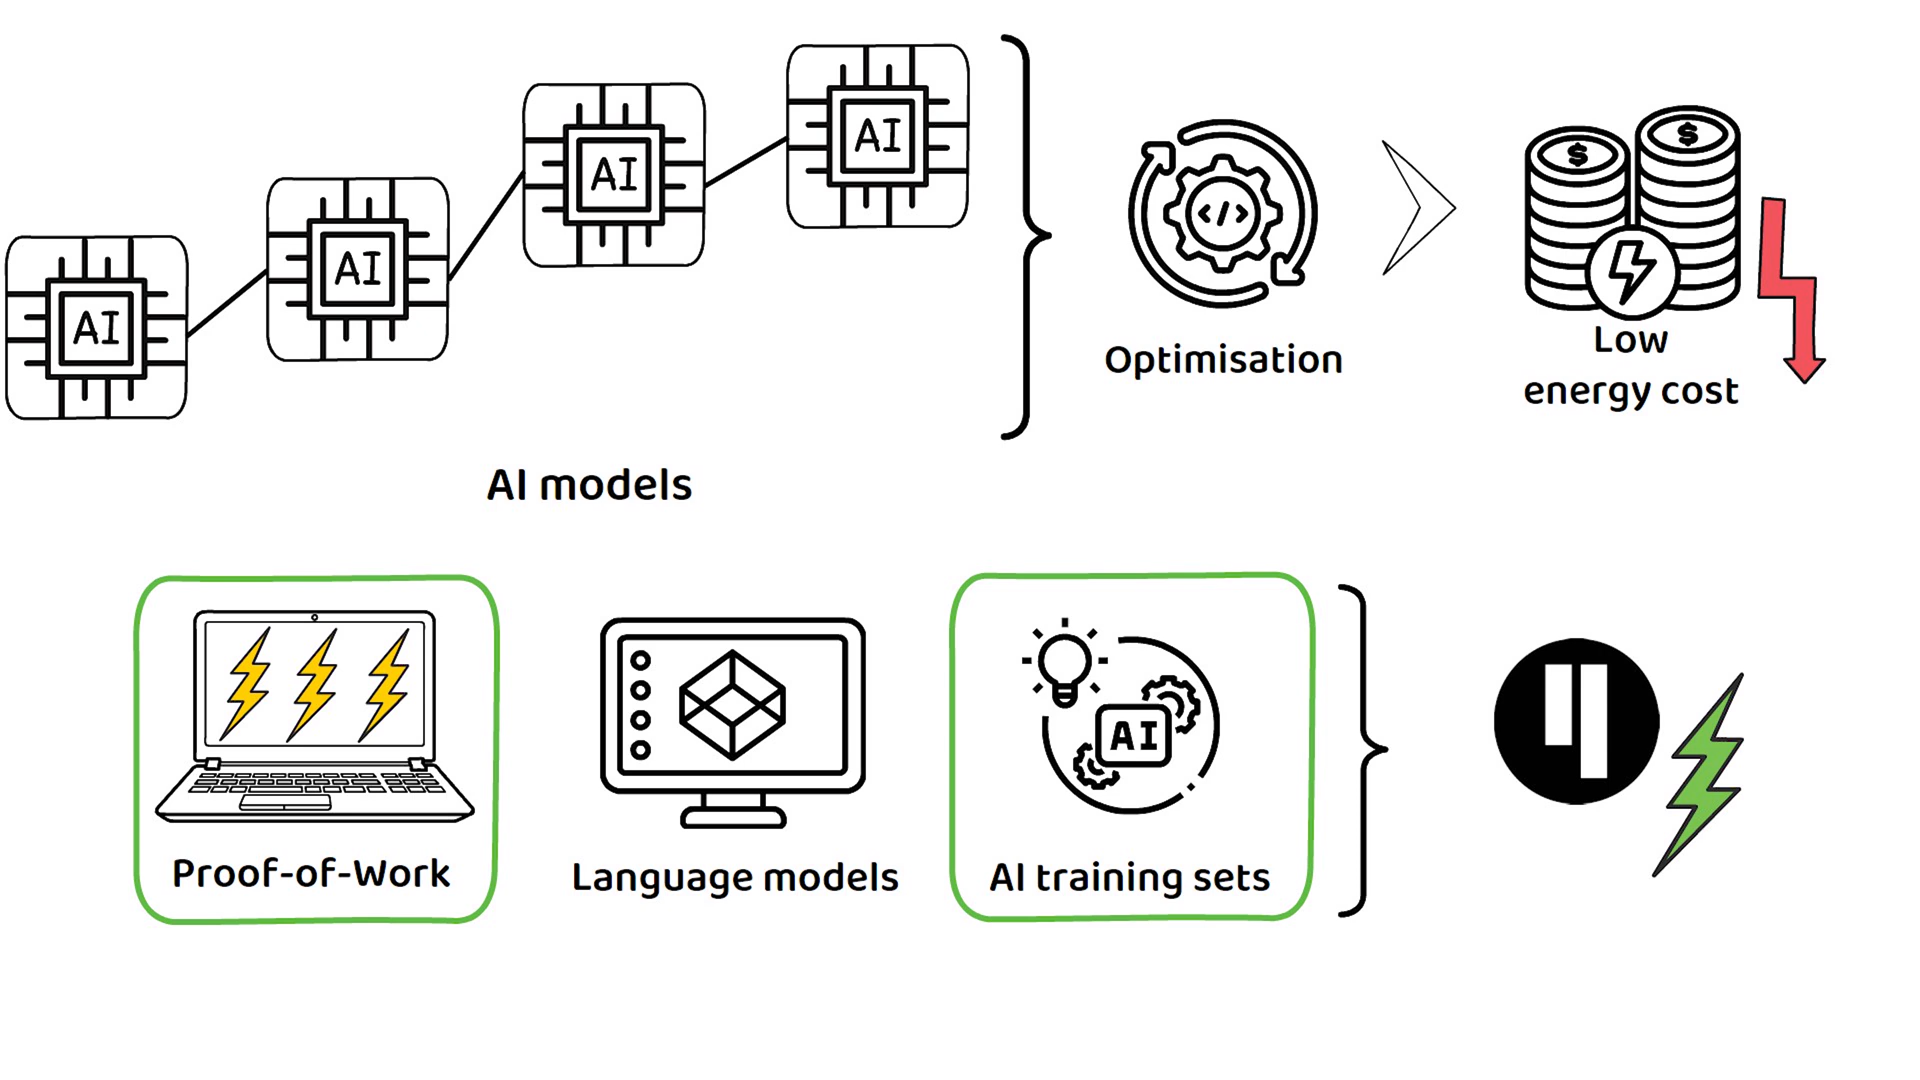 AI
AI
AI
AI
$
$
</>
Optimisation
Low
energy cost
AI models
AI
Proof-of-Work
Language models
AI training sets